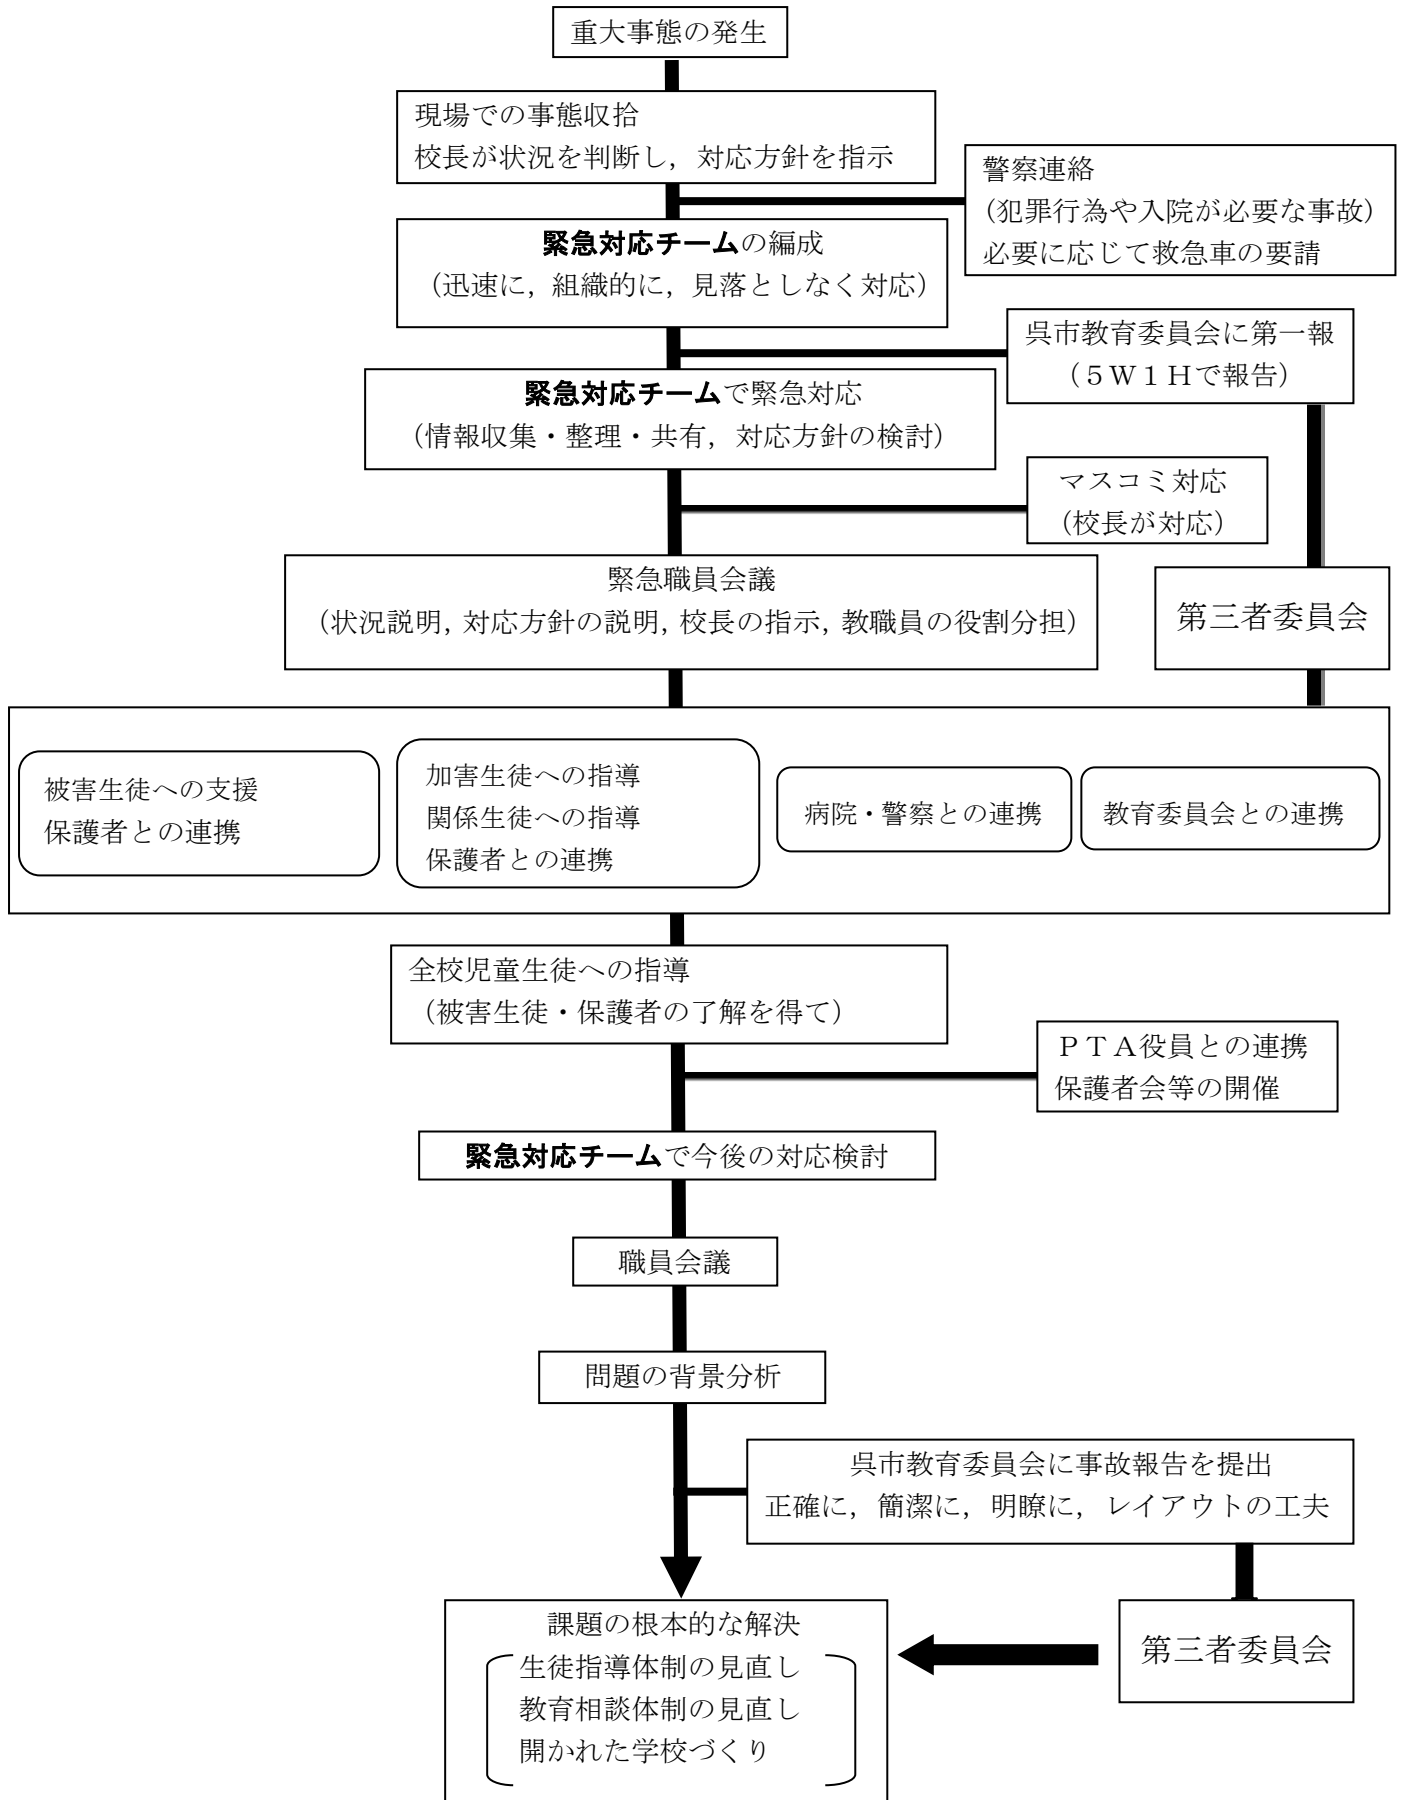 重大事態の発生
現場での事態収拾
校長が状況を判断し，対応方針を指示
警察連絡
（犯罪行為や入院が必要な事故）
必要に応じて救急車の要請
緊急対応チームの編成
（迅速に，組織的に，見落としなく対応）
呉市教育委員会に第一報
（５Ｗ１Ｈで報告）
緊急対応チームで緊急対応
（情報収集・整理・共有，対応方針の検討）
マスコミ対応
（校長が対応）
緊急職員会議
（状況説明，対応方針の説明，校長の指示，教職員の役割分担）
第三者委員会
被害生徒への支援
保護者との連携
加害生徒への指導
関係生徒への指導
保護者との連携
病院・警察との連携
教育委員会との連携
全校児童生徒への指導
（被害生徒・保護者の了解を得て）
ＰＴＡ役員との連携
保護者会等の開催
緊急対応チームで今後の対応検討
職員会議
問題の背景分析
呉市教育委員会に事故報告を提出
正確に，簡潔に，明瞭に，レイアウトの工夫
課題の根本的な解決
生徒指導体制の見直し
教育相談体制の見直し
開かれた学校づくり
第三者委員会